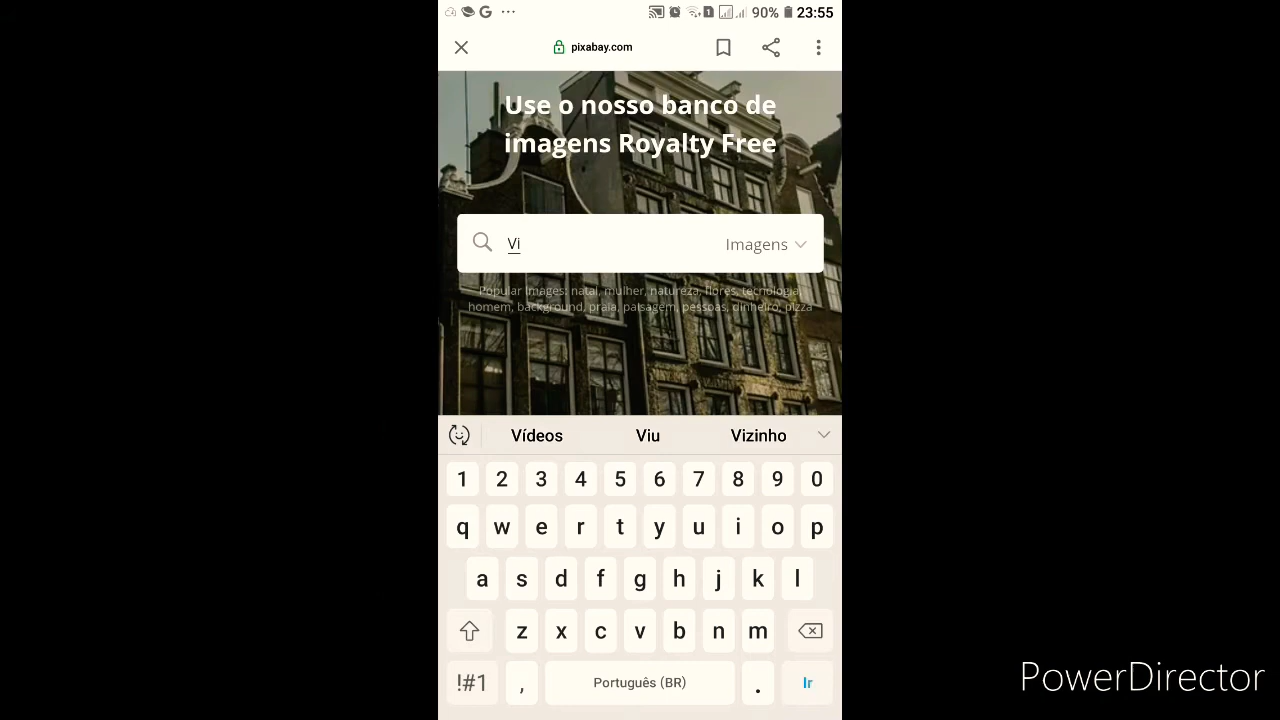 90% 23:55
pixabay.com
Use o nosso banco de
imagens Royalty Free
Vi Imagens
Popular Images: natal, mulher, natureza, flores, tecnologia,
homem, background, praia, paisagem, pessoas, dinheiro, pizza
Vídeos Viu Vizinho
1 2 3 4 5 6 7 8 9 0
q w e r t y u i o p
a s d f g h j k l
z x c v b n m
!#1 , Português (BR) . Ir
PowerDirector